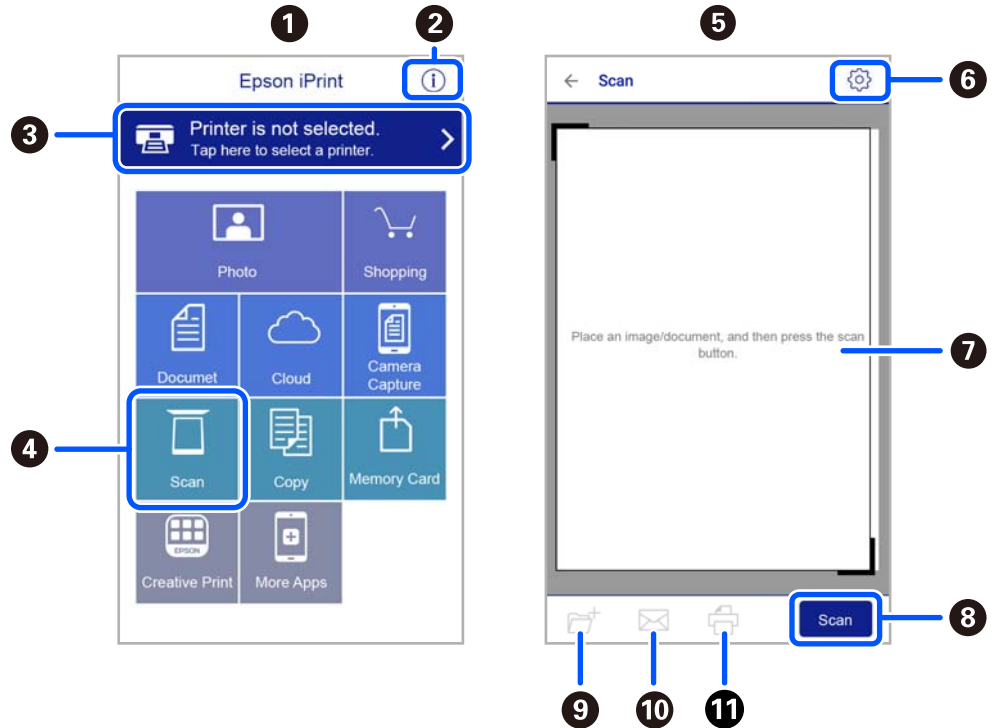 1
2
5
Epson iPrint
i
Scan
6
3
Printer is not selected.
Tap here to select a printer.
Photo
Shopping
Place an image/document, and then press the scan
button.
7
Documet
Cloud
Camera
Capture
4
Scan
Copy
Memory Card
EPSON
Creative Print
More Apps
Scan
8
9
10
11